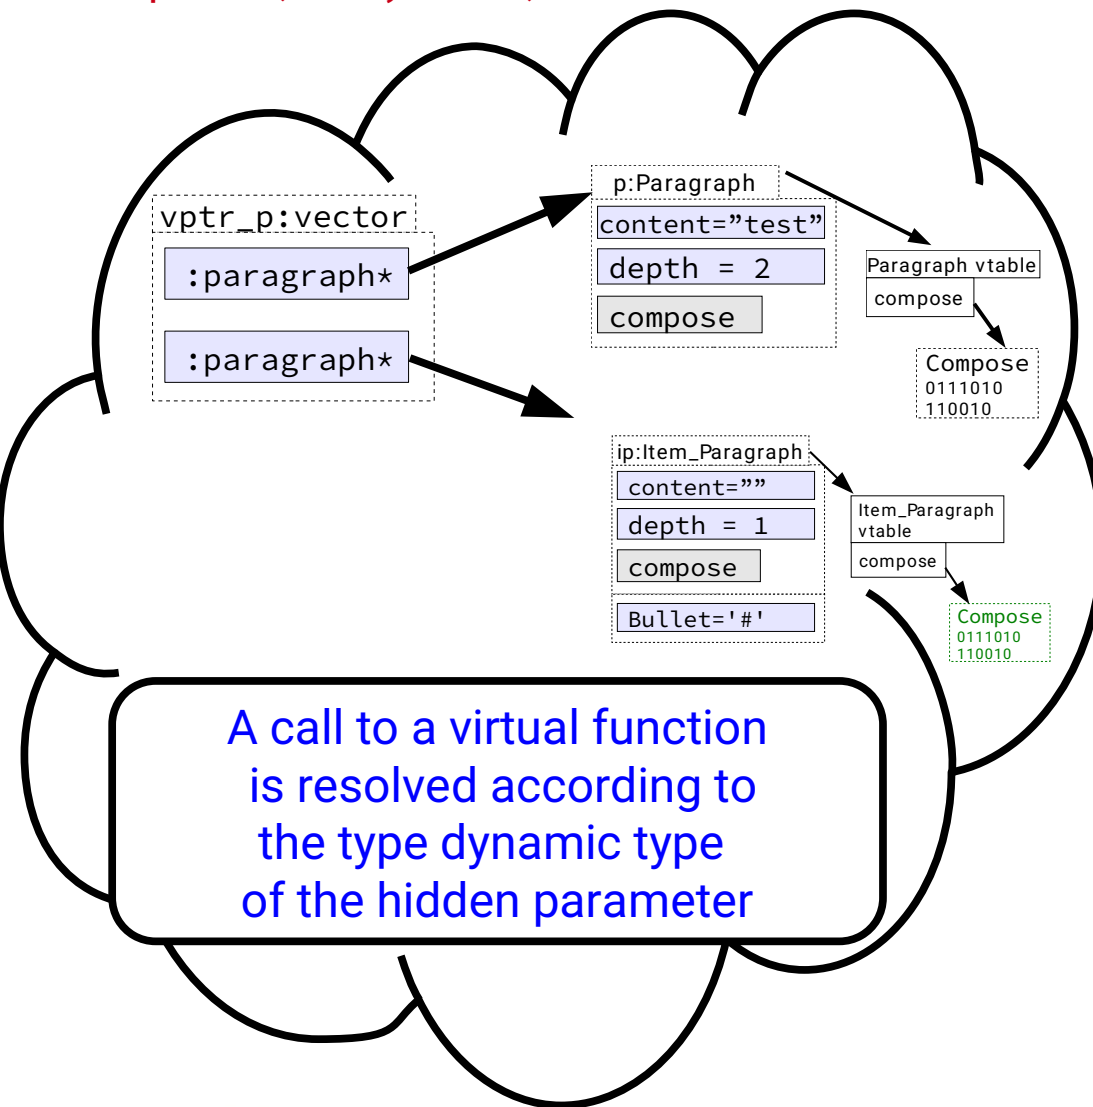 vptr_p:vector
:paragraph*
:paragraph*
p:Paragraph
content=”test”
depth = 2
compose
Paragraph vtable
compose
Compose
0111010
110010
ip:Item_Paragraph
content=””
depth = 1
compose
Bullet='#'
Item_Paragraph
vtable
compose
Compose
0111010
110010
A call to a virtual function
is resolved according to
the type dynamic type
of the hidden parameter